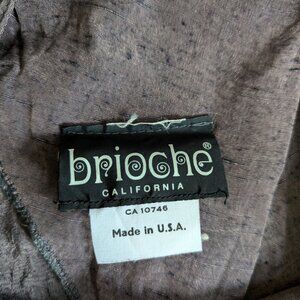 brioche®
CALIFORNIA
CA 10746
Made in U.S.A.